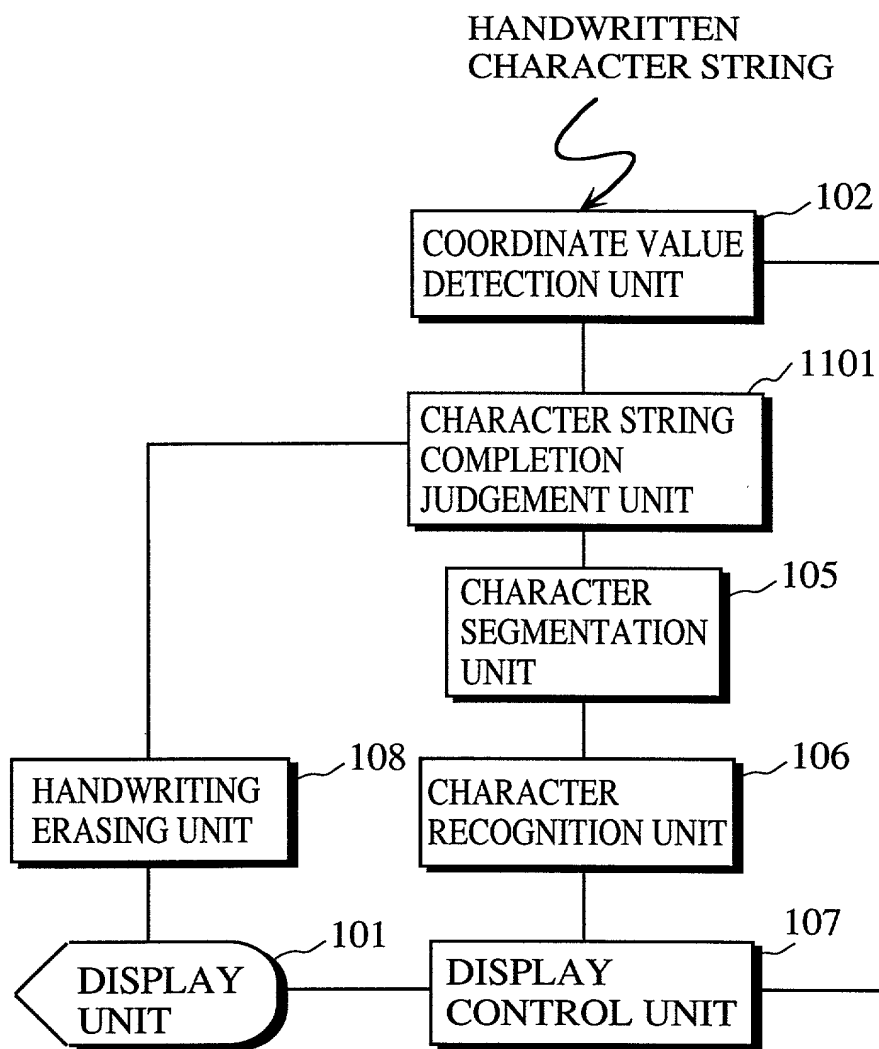 HANDWRITTEN
CHARACTER STRING
102
COORDINATE VALUE
DETECTION UNIT
1101
CHARACTER STRING
COMPLETION
JUDGEMENT UNIT
105
CHARACTER
SEGMENTATION
UNIT
108
HANDWRITING
ERASING UNIT
106
CHARACTER
RECOGNITION UNIT
101
DISPLAY
UNIT
107
DISPLAY
CONTROL UNIT